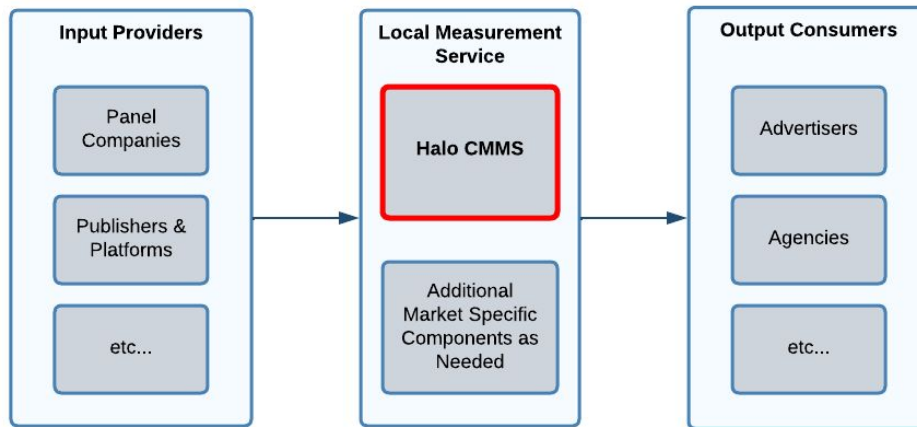 Input Providers
Panel
Companies
Publishers &
Platforms
etc...
Local Measurement
Service
Halo CMMS
Additional
Market Specific
Components as
Needed
Output Consumers
Advertisers
Agencies
etc...